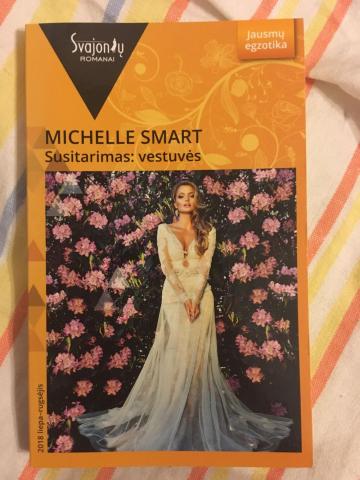 Svajonių
ROMANAI
Jausmų
egzotika
MICHELLE SMART
Susitarimas: vestuvės
2018 liepa-rugsėjis